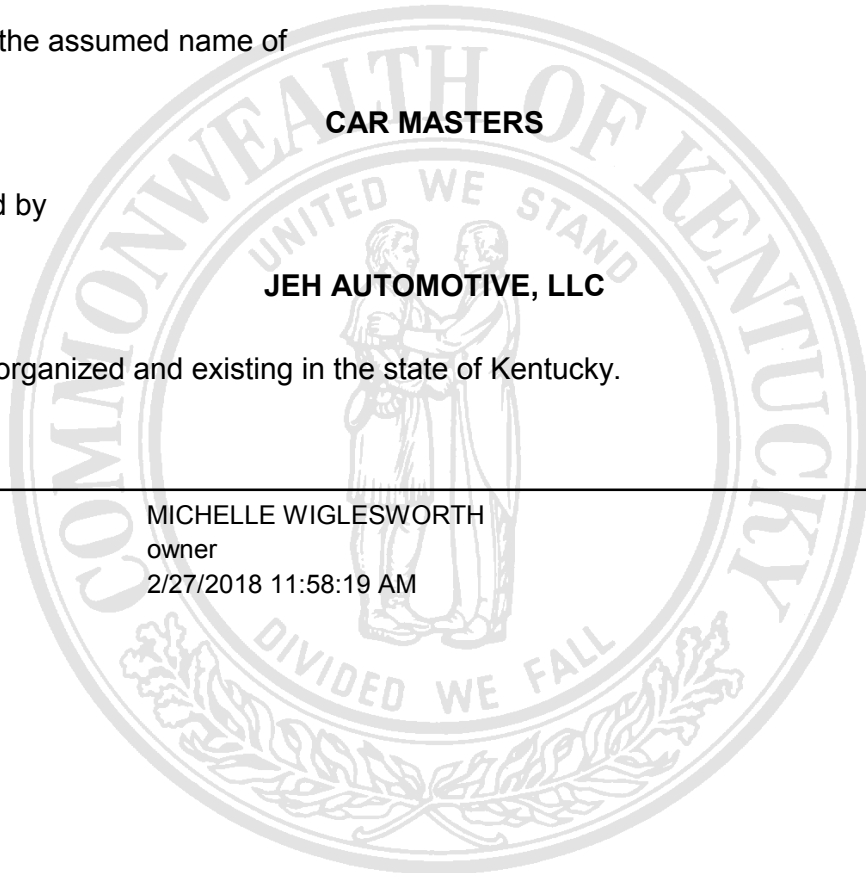 the assumed name of
CAR MASTERS
d by
JEH AUTOMOTIVE, LLC
organized and existing in the state of Kentucky.
MICHELLE WIGLESWORTH
owner
2/27/2018 11:58:19 AM
COMMONWEALTH OF KENTUCKY
UNITED WE STAND
DIVIDED WE FALL